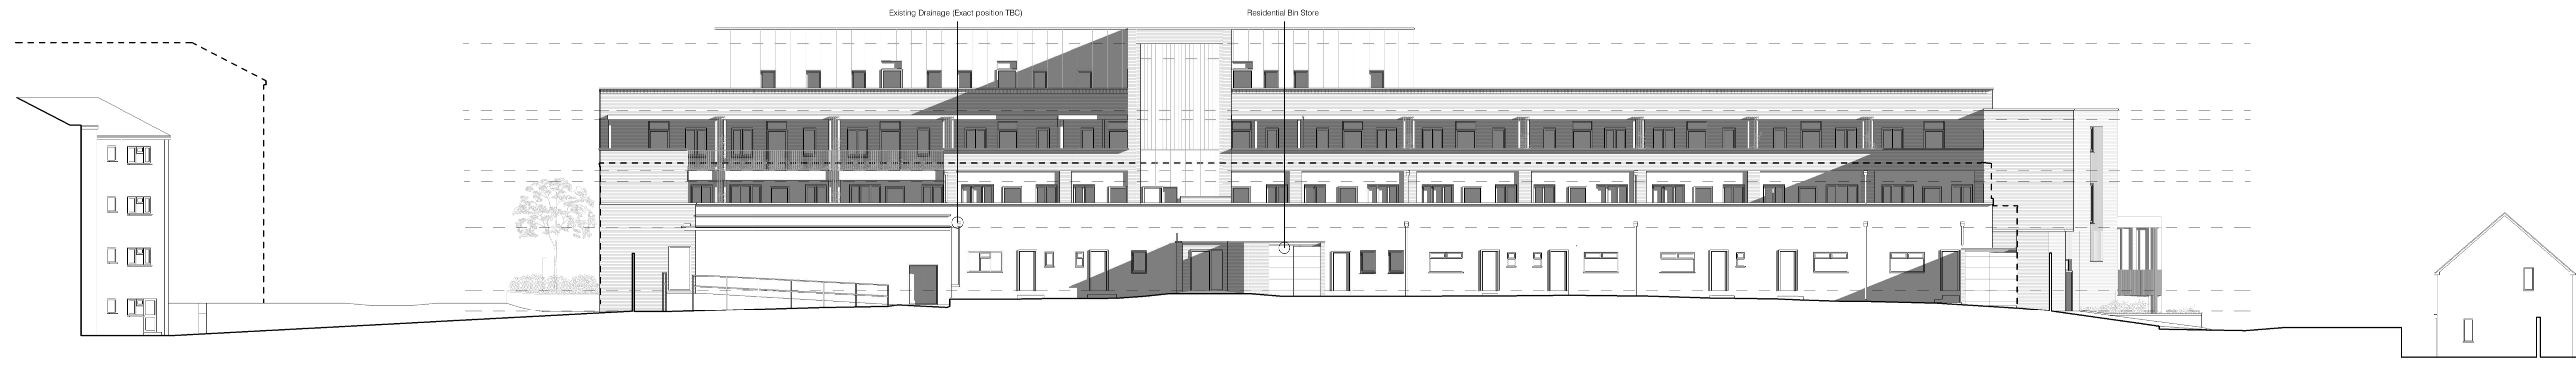 Existing Drainage (Exact position TBC)
Residential Bin Store